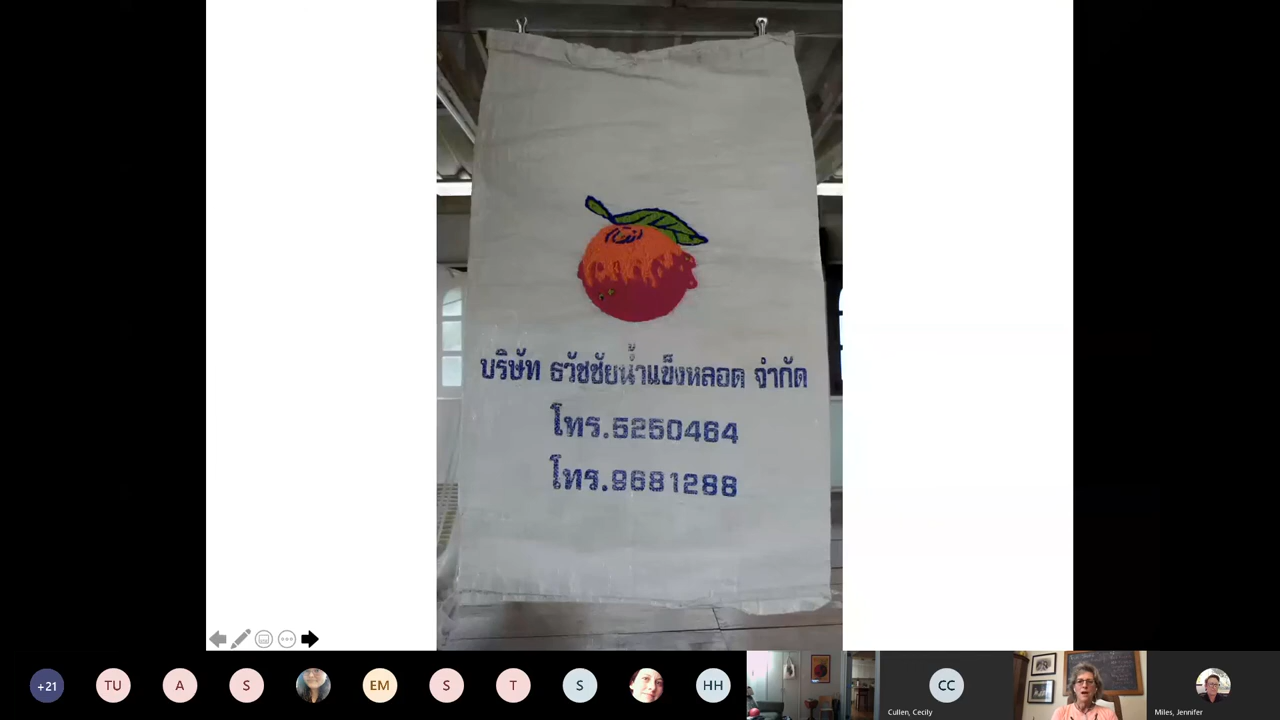 บริษัท ธวัชชัยน้ำแข็งหลอด จำกัด
โทร.5250464
โทร.9681288
+21
TU
A
S
EM
S
T
S
HH
CC
Cullen, Cecily
Miles, Jennifer